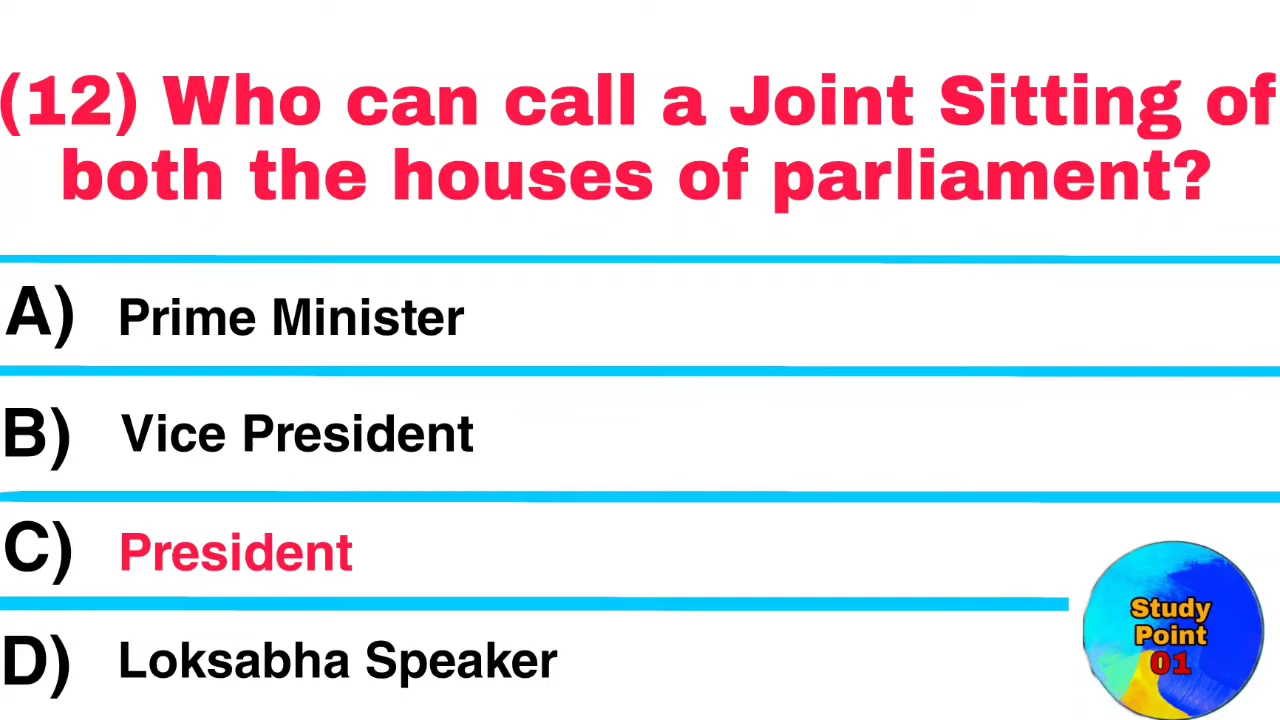 (12) Who can call a Joint Sitting of
both the houses of parliament?
A) Prime Minister
B) Vice President
C) President
D) Loksabha Speaker
Study
Point
01